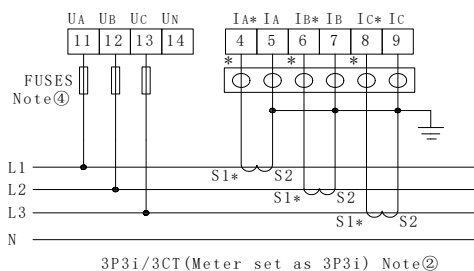 UA UB UC UN IA* IA IB* IB IC* IC
11 12 13 14 4 5 6 7 8 9
* * *
FUSES
Note④
L1
S1* S2
L2
S1* S2
L3
S1* S2
N
3P3i/3CT(Meter set as 3P3i) Note②